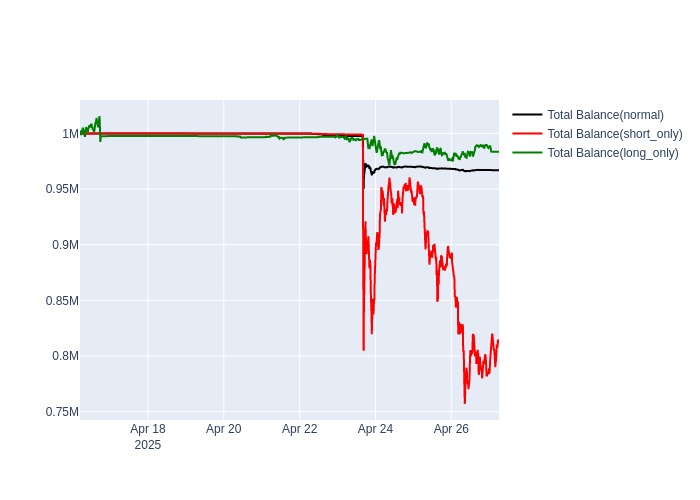 Total Balance(normal)
Total Balance(short_only)
Total Balance(long_only)
1M
0.95M
0.9M
0.85M
0.8M
0.75M
Apr 18
2025
Apr 20
Apr 22
Apr 24
Apr 26